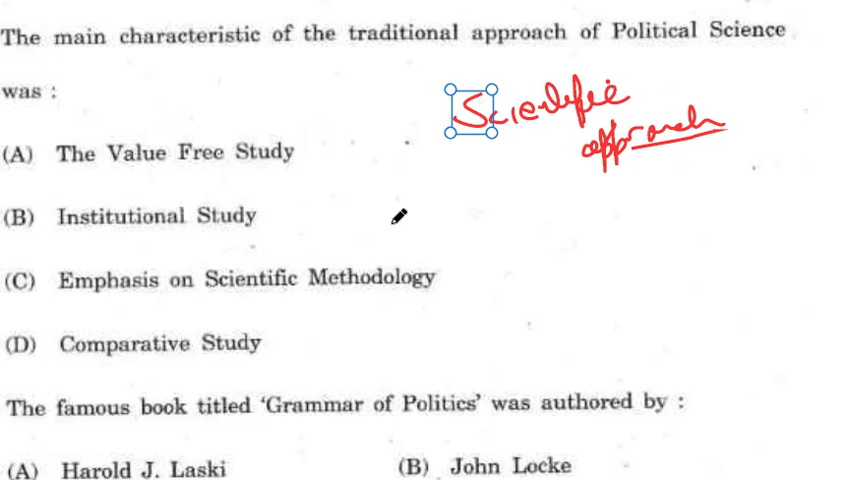 The main characteristic of the traditional approach of Political Science
was :
Scientific
approach
(A) The Value Free Study
(B) Institutional Study
(C) Emphasis on Scientific Methodology
(D) Comparative Study
The famous book titled 'Grammar of Politics' was authored by :
(A) Harold J. Laski (B) John Locke